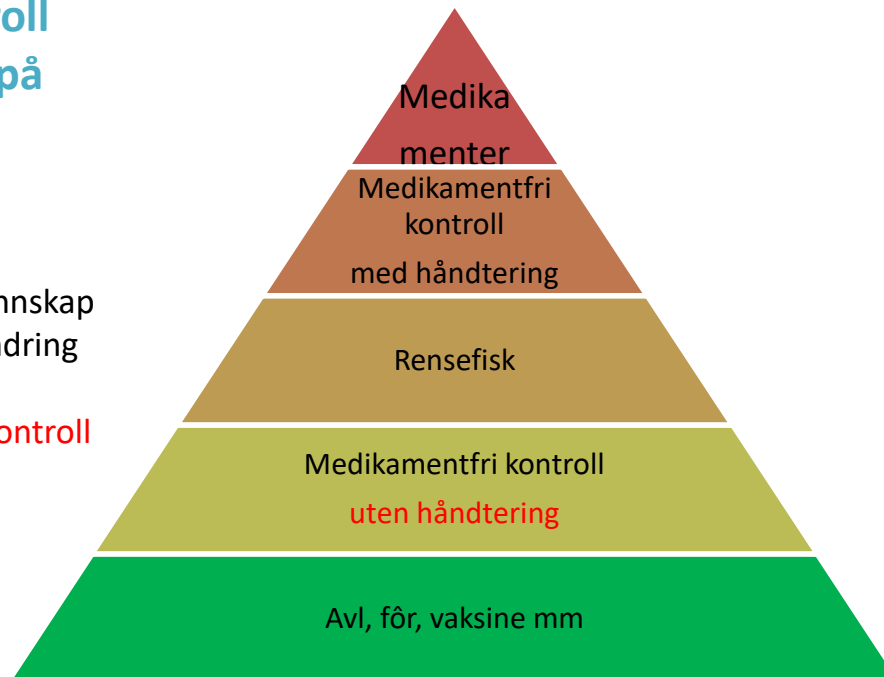 roll
på
nnskap
dring
ontroll
Medika
menter
Medikamentfri
kontroll
med håndtering
Rensefisk
Medikamentfri kontroll
uten håndtering
Avl, fôr, vaksine mm